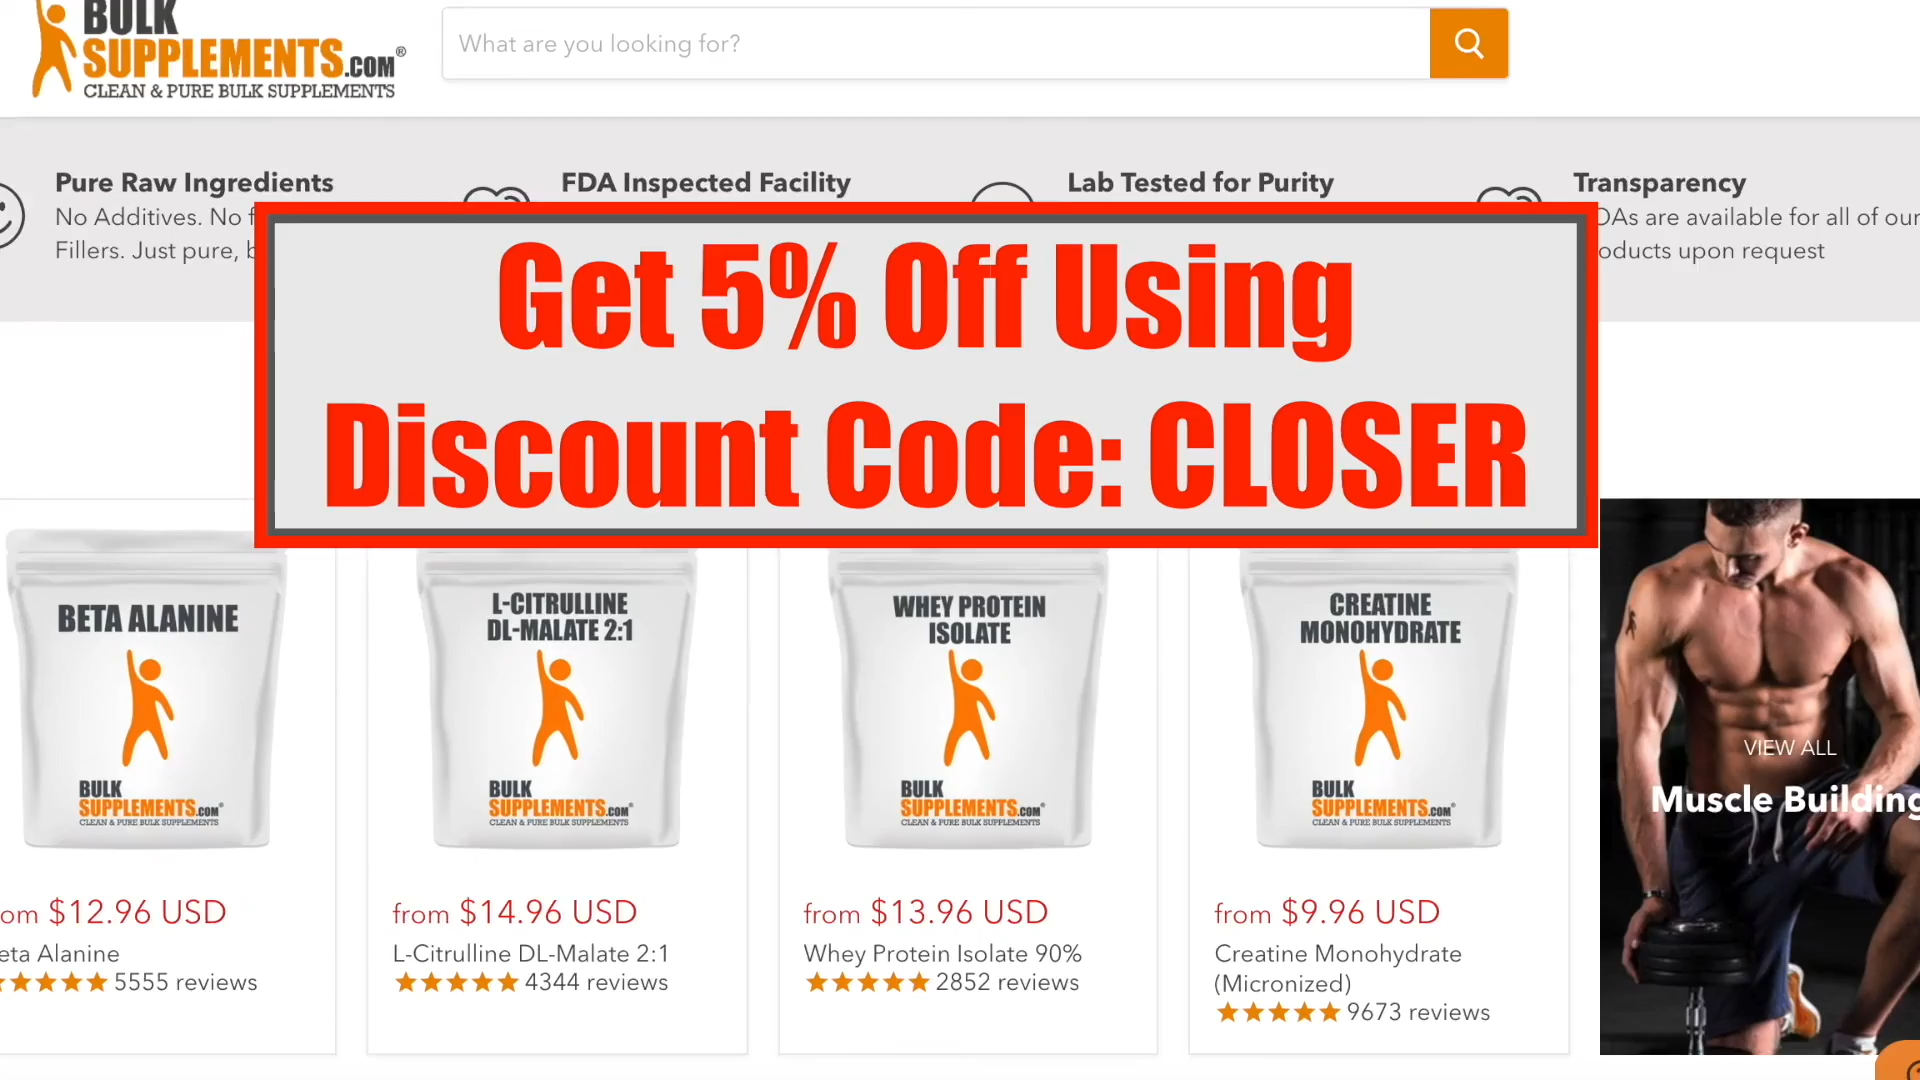 BULK
SUPPLEMENTS.COM®
CLEAN & PURE BULK SUPPLEMENTS
What are you looking for?
Pure Raw Ingredients
No Additives. No f
Fillers. Just pure, b
FDA Inspected Facility
Lab Tested for Purity
Transparency
OAs are available for all of our
oducts upon request
Get 5% Off Using
Discount Code: CLOSER
BETA ALANINE
BULK
SUPPLEMENTS.COM®
CLEAN & PURE BULK SUPPLEMENTS
om $12.96 USD
eta Alanine
5555 reviews
L-CITRULLINE
DL-MALATE 2:1
BULK
SUPPLEMENTS.COM®
CLEAN & PURE BULK SUPPLEMENTS
from $14.96 USD
L-Citrulline DL-Malate 2:1
4344 reviews
WHEY PROTEIN
ISOLATE
BULK
SUPPLEMENTS.COM®
CLEAN & PURE BULK SUPPLEMENTS
from $13.96 USD
Whey Protein Isolate 90%
2852 reviews
CREATINE
MONOHYDRATE
BULK
SUPPLEMENTS.COM®
CLEAN & PURE BULK SUPPLEMENTS
from $9.96 USD
Creatine Monohydrate
(Micronized)
9673 reviews
VIEW ALL
Muscle Building